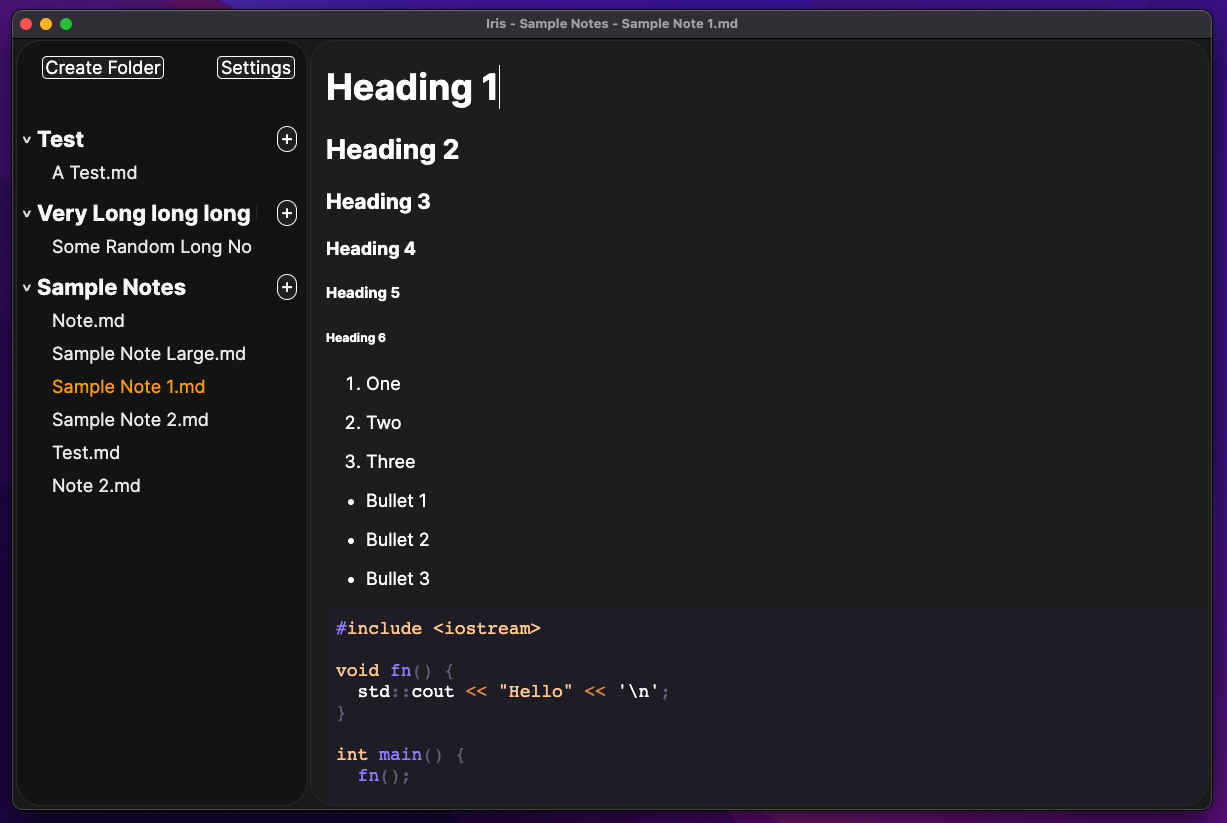 Iris - Sample Notes - Sample Note 1.md
Create Folder Settings
Test
A Test.md
Very Long long long
Some Random Long No
Sample Notes
Note.md
Sample Note Large.md
Sample Note 1.md
Sample Note 2.md
Test.md
Note 2.md
Heading 1
Heading 2
Heading 3
Heading 4
Heading 5
Heading 6
1. One
2. Two
3. Three
• Bullet 1
• Bullet 2
• Bullet 3
#include <iostream>
void fn() {
  std::cout << "Hello" << '\n';
}
int main() {
  fn();